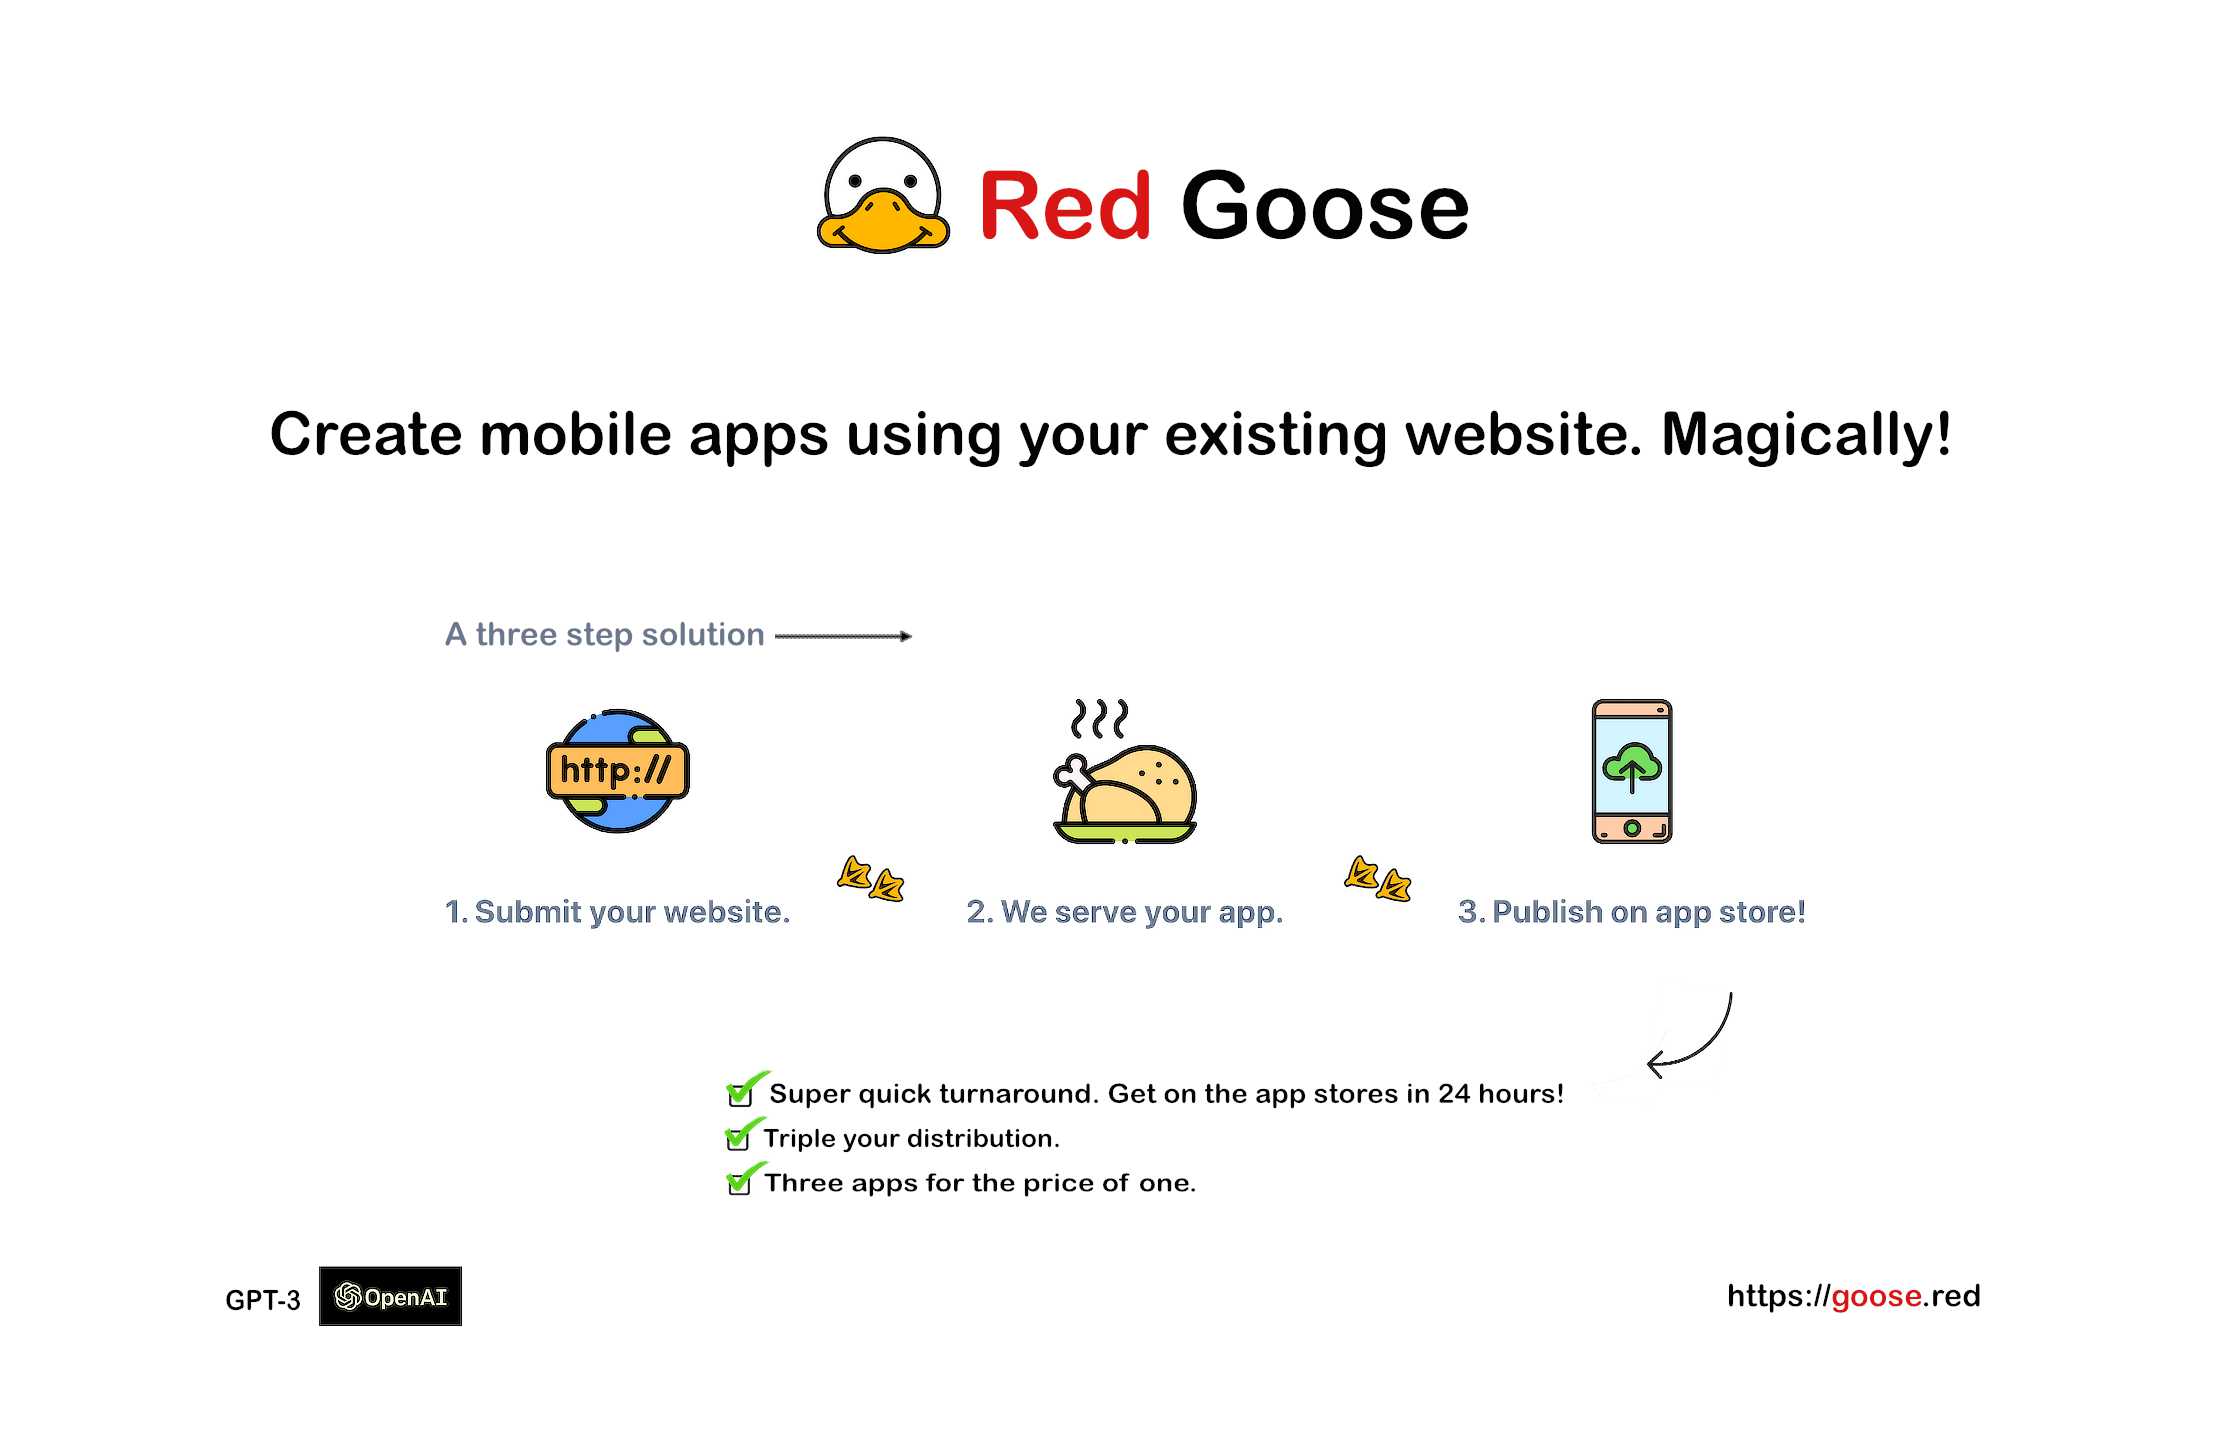 Red Goose
Create mobile apps using your existing website. Magically!
A three step solution
http://
1. Submit your website.
2. We serve your app.
3. Publish on app store!
Super quick turnaround. Get on the app stores in 24 hours!
Triple your distribution.
Three apps for the price of one.
GPT-3
OpenAI
https://goose.red